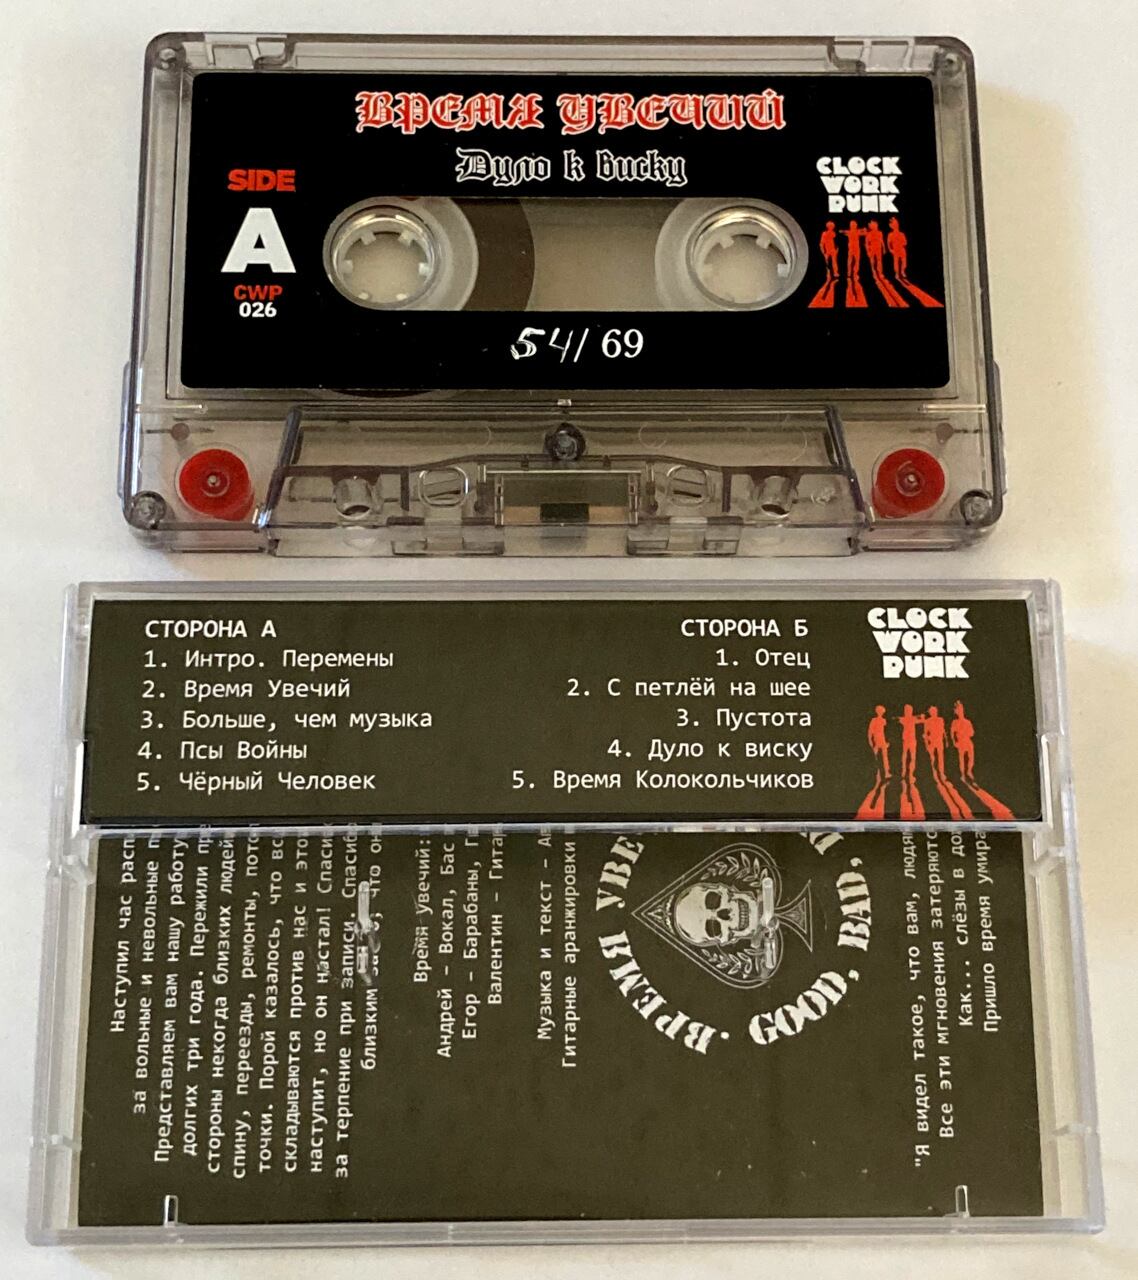 ВРЕМЯ УВЕЧИЙ
Дуло к виску
SIDE
A
CWP
026
CLOCK
WORK
PUNK
54/ 69
СТОРОНА А
1. Интро. Перемены
2. Время Увечий
3. Больше, чем музыка
4. Псы Войны
5. Чёрный Человек
СТОРОНА Б
1. Отец
2. С петлёй на шее
3. Пустота
4. Дуло к виску
5. Время Колокольчиков
CLOCK
WORK
PUNK
Наступил час
за вольные и невольные
Представляем вам нашу работу
долгих три года. Пережили
стороны некогда близких людей
спину, переезды, ремонты,
точки. Порой казалось, что
складываются против нас и
наступит, но он настал!
за терпение при записи.
близким
Время Увечий:
Андрей – Вокал, Бас
Егор – Барабаны,
Валентин –
Музыка и текст –
Гитарные аранжировки
ВРЕМЯ
GOOD, BAD,
"Я видел такое, что вам,
Все эти мгновения затеряются
Как... слёзы в
Пришло время